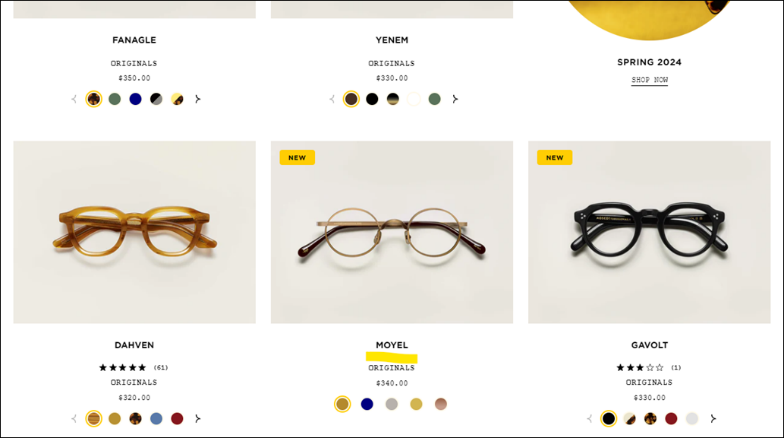 FANAGLE
ORIGINALS
$350.00
YENEM
ORIGINALS
$330.00
SPRING 2024
SHOP NOW
DAHVEN
(61)
ORIGINALS
$320.00
NEW
MOYEL
ORIGINALS
$340.00
NEW
GAVOLT
(1)
ORIGINALS
$330.00